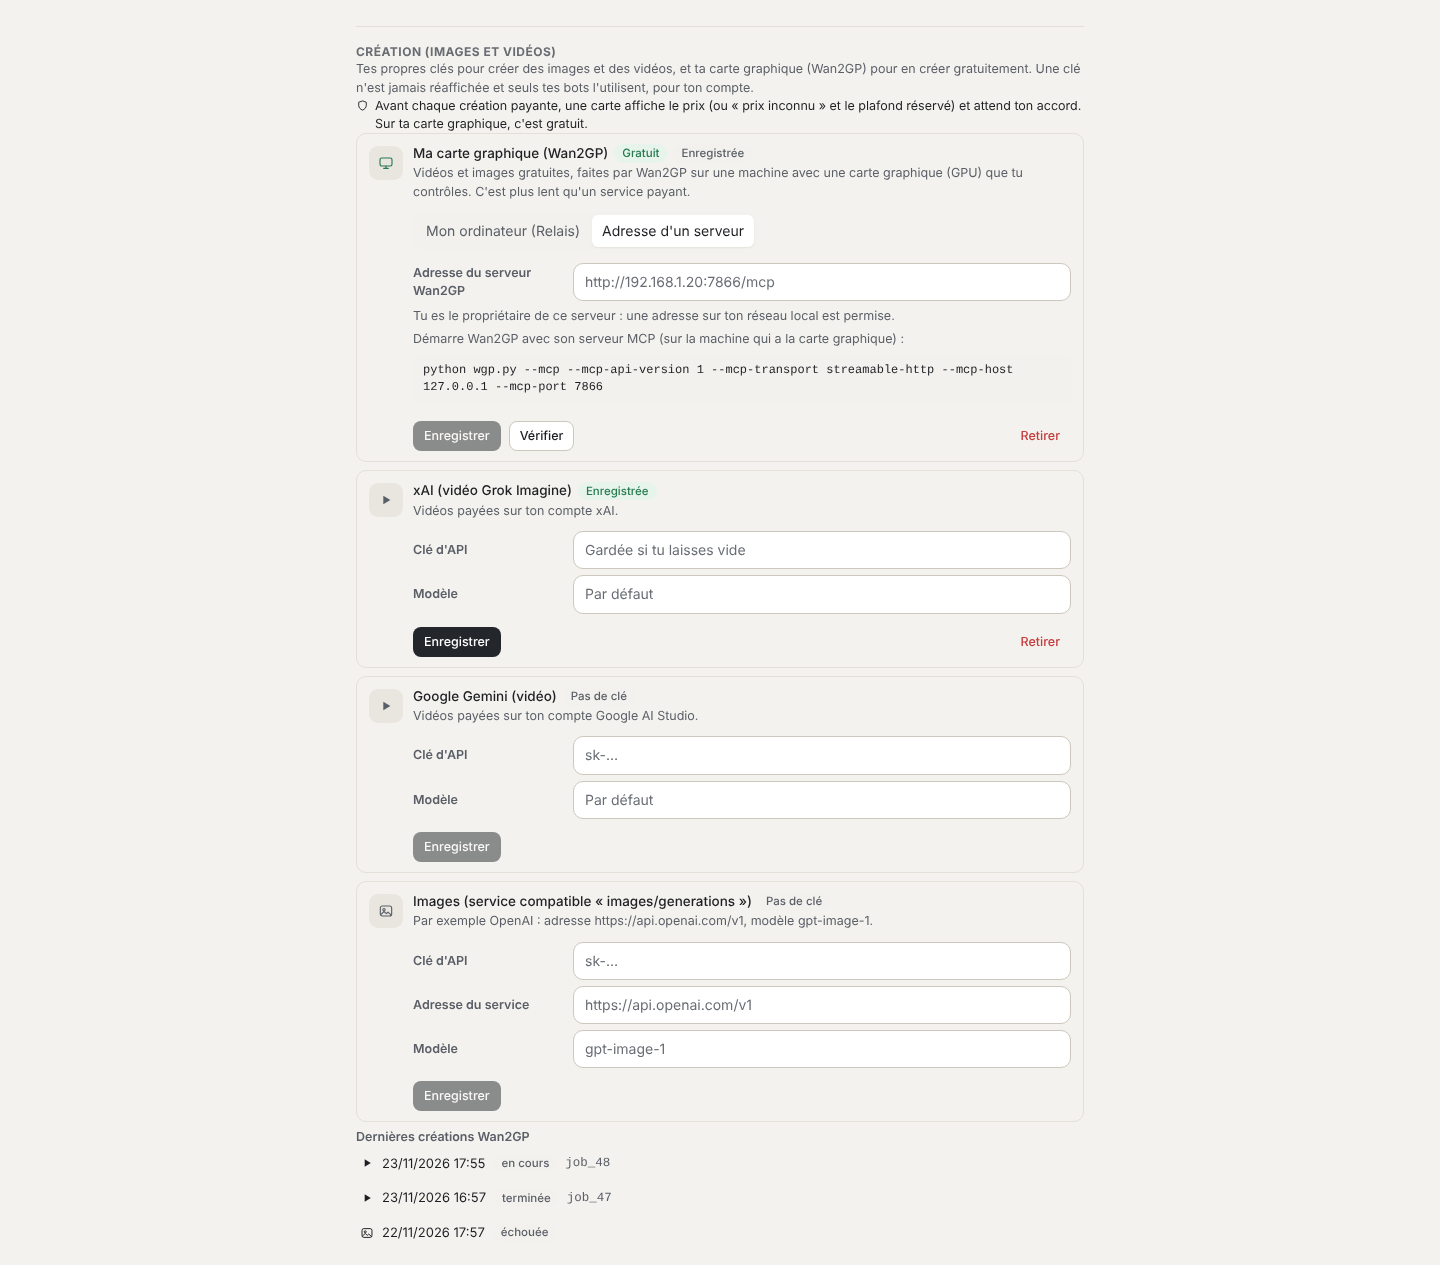 CRÉATION (IMAGES ET VIDÉOS)
Tes propres clés pour créer des images et des vidéos, et ta carte graphique (Wan2GP) pour en créer gratuitement. Une clé
n'est jamais réaffichée et seuls tes bots l'utilisent, pour ton compte.
Avant chaque création payante, une carte affiche le prix (ou « prix inconnu » et le plafond réservé) et attend ton accord.
Sur ta carte graphique, c'est gratuit.
Ma carte graphique (Wan2GP) Gratuit Enregistrée
Vidéos et images gratuites, faites par Wan2GP sur une machine avec une carte graphique (GPU) que tu
contrôles. C'est plus lent qu'un service payant.
Mon ordinateur (Relais) Adresse d'un serveur
Adresse du serveur
Wan2GP
http://192.168.1.20:7866/mcp
Tu es le propriétaire de ce serveur : une adresse sur ton réseau local est permise.
Démarre Wan2GP avec son serveur MCP (sur la machine qui a la carte graphique) :
python wgp.py --mcp --mcp-api-version 1 --mcp-transport streamable-http --mcp-host
127.0.0.1 --mcp-port 7866
Enregistrer Vérifier Retirer
xAI (vidéo Grok Imagine) Enregistrée
Vidéos payées sur ton compte xAI.
Clé d'API Gardée si tu laisses vide
Modèle Par défaut
Enregistrer Retirer
Google Gemini (vidéo) Pas de clé
Vidéos payées sur ton compte Google AI Studio.
Clé d'API sk-...
Modèle Par défaut
Enregistrer
Images (service compatible « images/generations ») Pas de clé
Par exemple OpenAI : adresse https://api.openai.com/v1, modèle gpt-image-1.
Clé d'API sk-...
Adresse du service https://api.openai.com/v1
Modèle gpt-image-1
Enregistrer
Dernières créations Wan2GP
23/11/2026 17:55 en cours job_48
23/11/2026 16:57 terminée job_47
22/11/2026 17:57 échouée